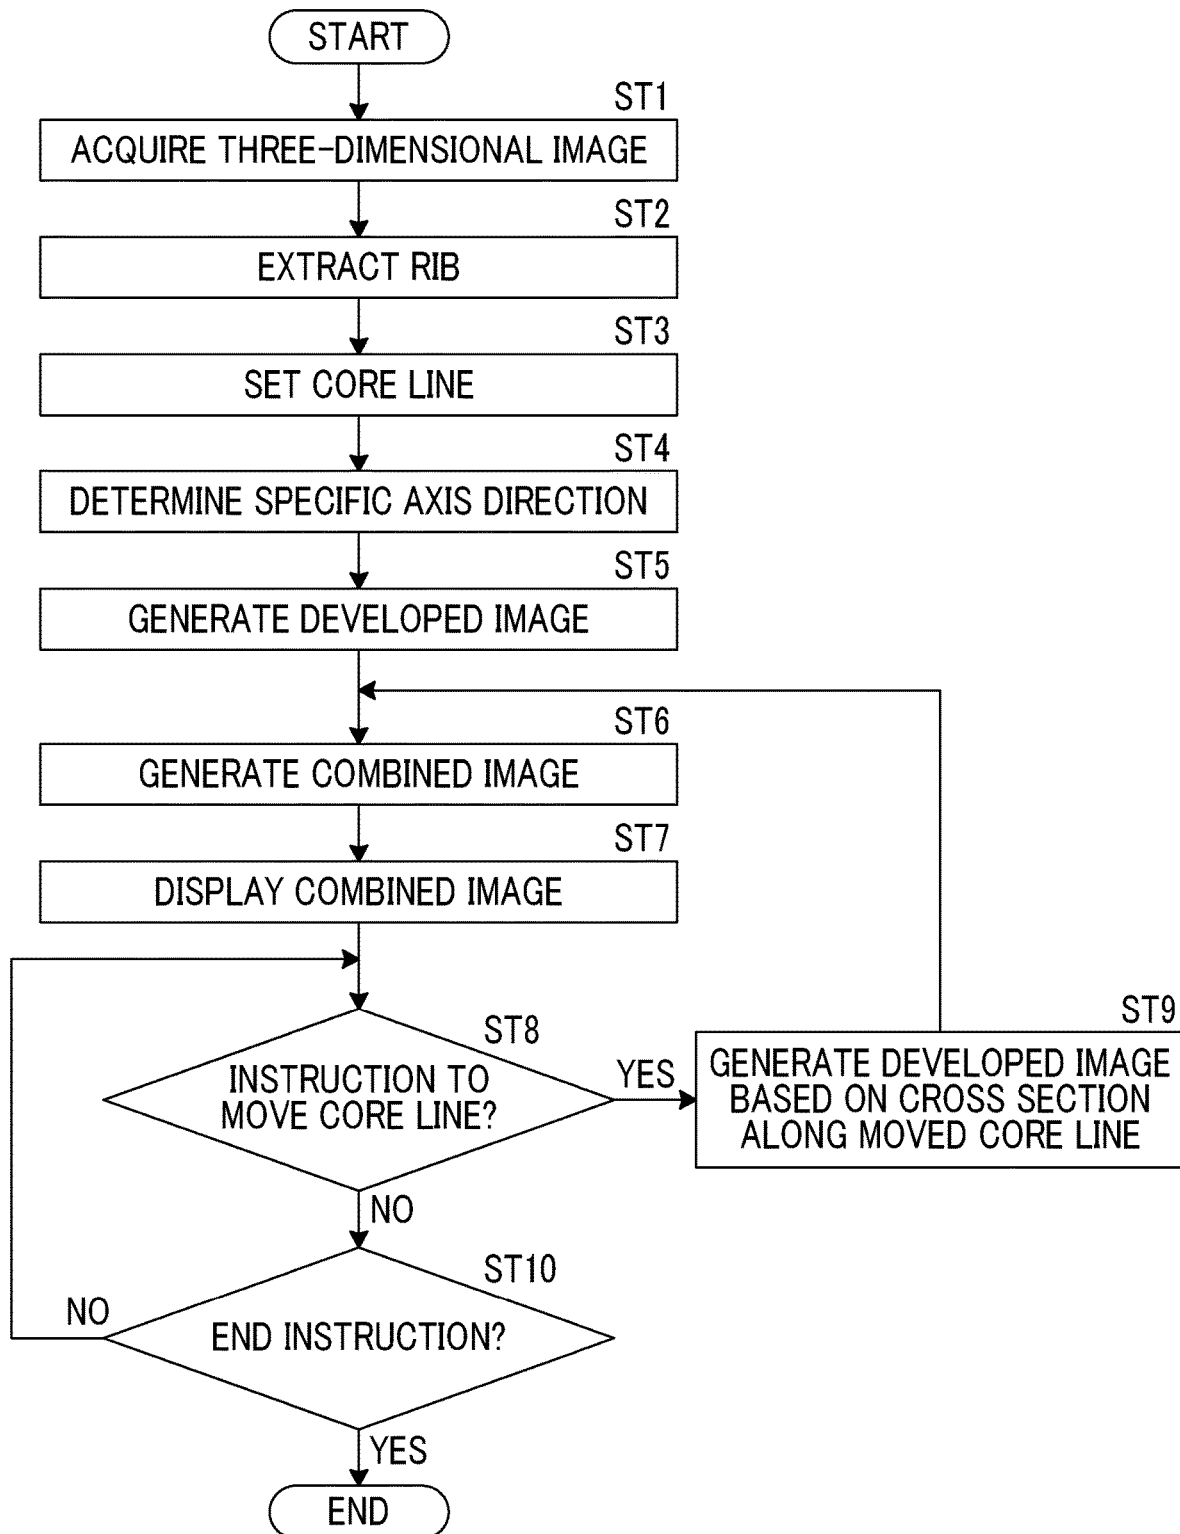 START
ST1
ACQUIRE THREE-DIMENSIONAL IMAGE
ST2
EXTRACT RIB
ST3
SET CORE LINE
ST4
DETERMINE SPECIFIC AXIS DIRECTION
ST5
GENERATE DEVELOPED IMAGE
ST6
GENERATE COMBINED IMAGE
ST7
DISPLAY COMBINED IMAGE
ST8
INSTRUCTION TO
MOVE CORE LINE?
YES
ST9
GENERATE DEVELOPED IMAGE
BASED ON CROSS SECTION
ALONG MOVED CORE LINE
NO
ST10
END INSTRUCTION?
NO
YES
END